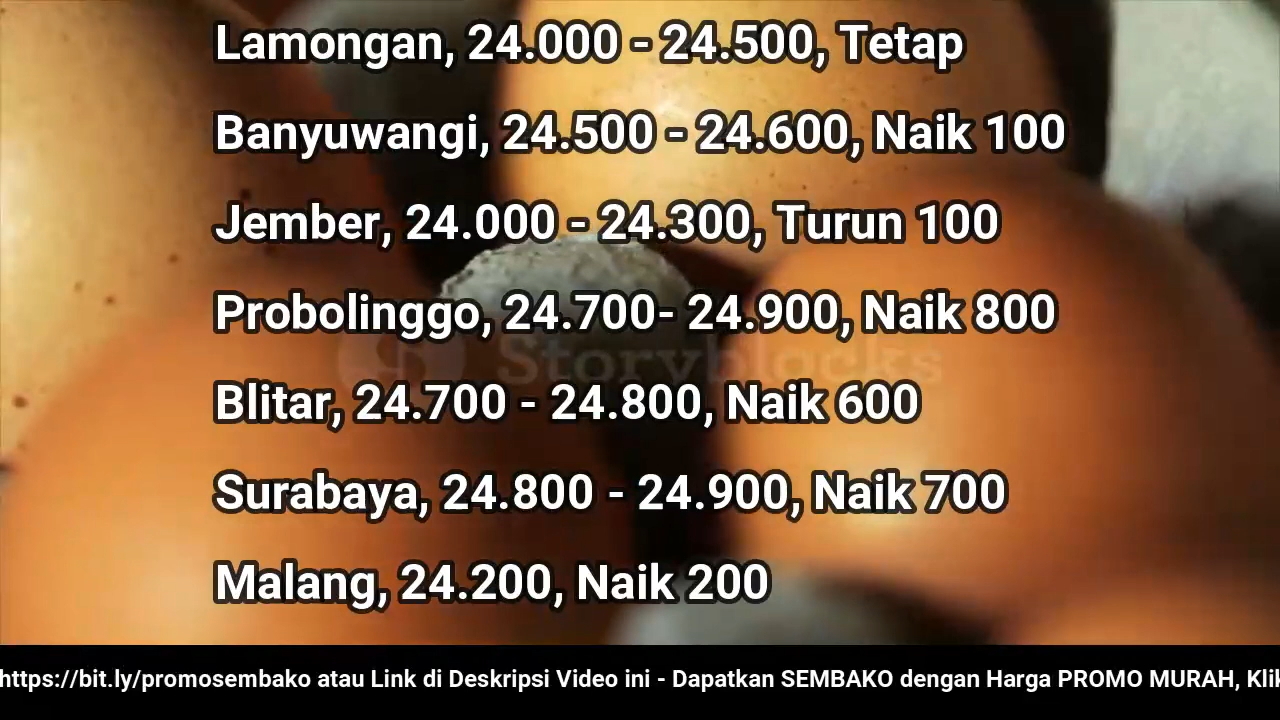 Lamongan, 24.000 - 24.500, Tetap
Banyuwangi, 24.500 - 24.600, Naik 100
Jember, 24.000 - 24.300, Turun 100
Probolinggo, 24.700- 24.900, Naik 800
Storyblocks
Blitar, 24.700 - 24.800, Naik 600
Surabaya, 24.800 - 24.900, Naik 700
Malang, 24.200, Naik 200
https://bit.ly/promosembako atau Link di Deskripsi Video ini - Dapatkan SEMBAKO dengan Harga PROMO MURAH, Klik